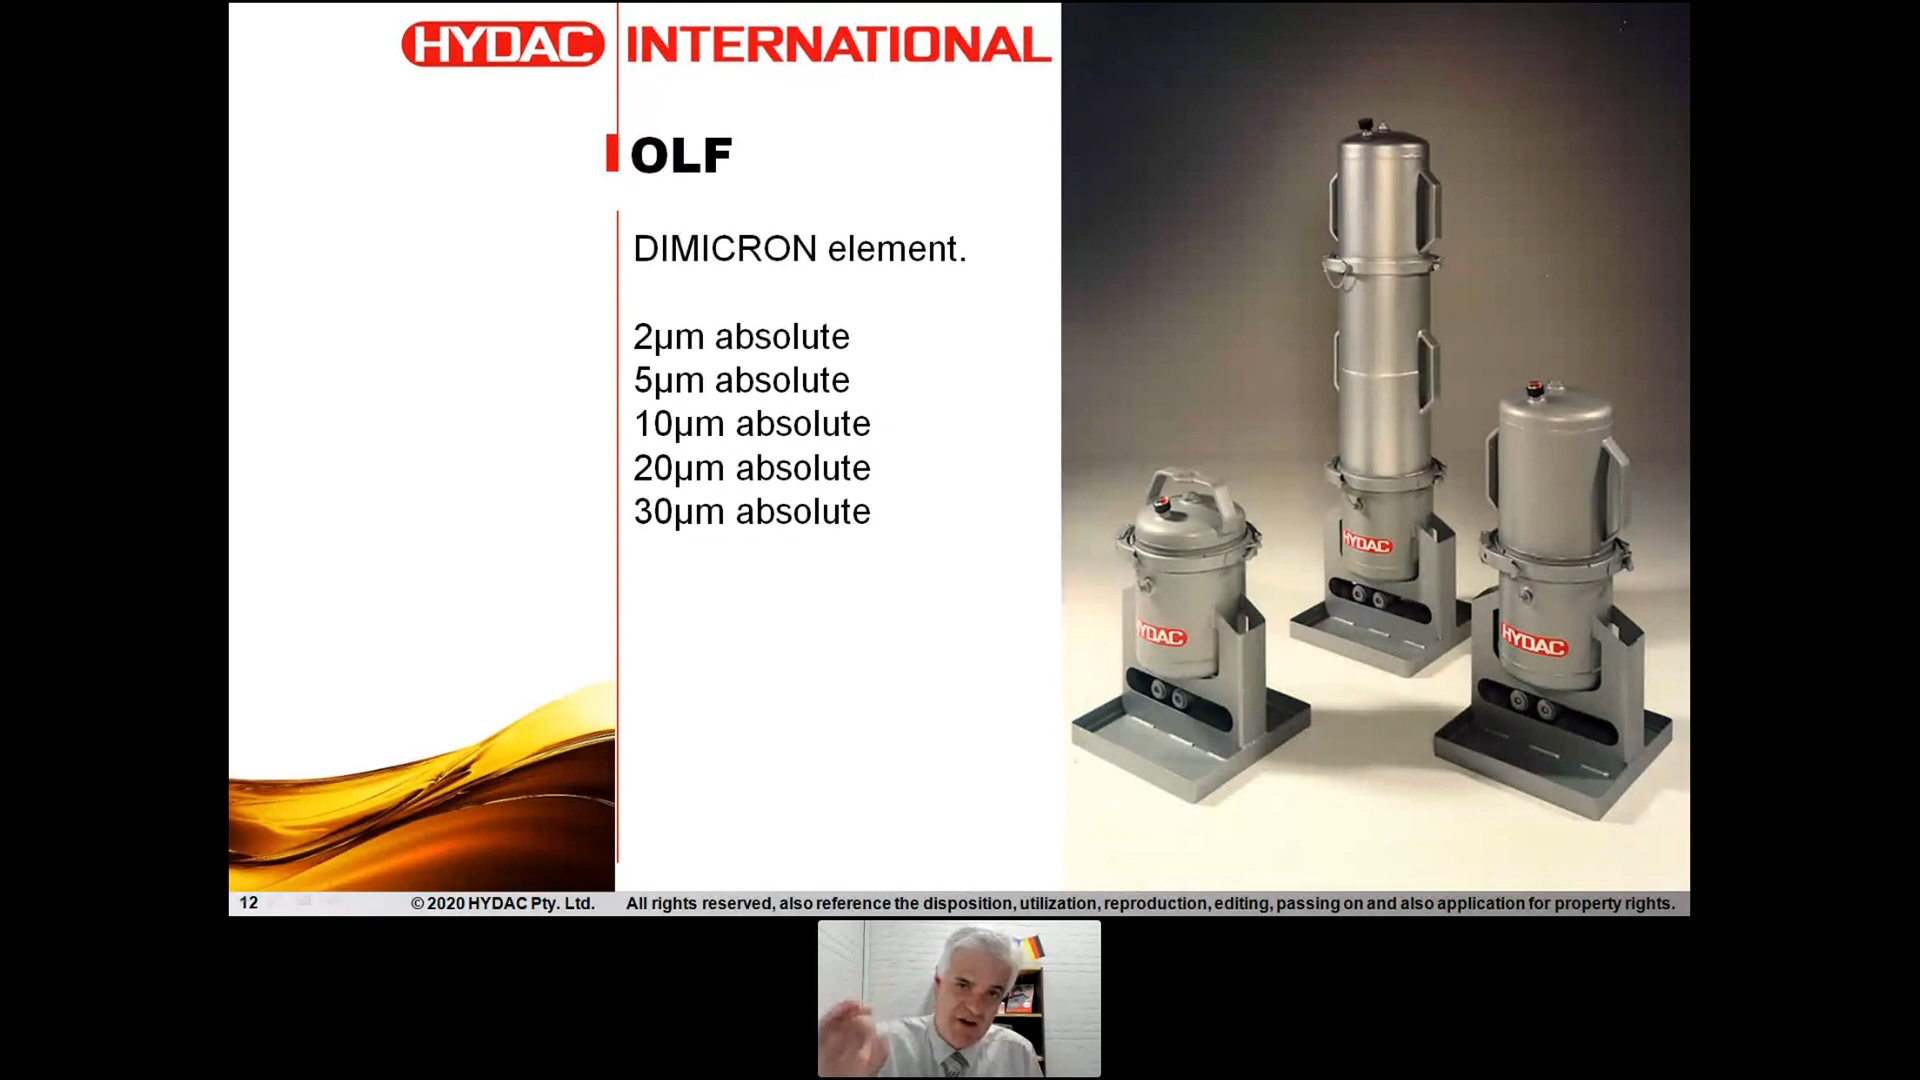 HYDAC INTERNATIONAL
OLF
DIMICRON element.
2µm absolute
5µm absolute
10µm absolute
20µm absolute
30µm absolute
HYDAC
HYDAC
HYDAC
12 © 2020 HYDAC Pty. Ltd. All rights reserved, also reference the disposition, utilization, reproduction, editing, passing on and also application for property rights.